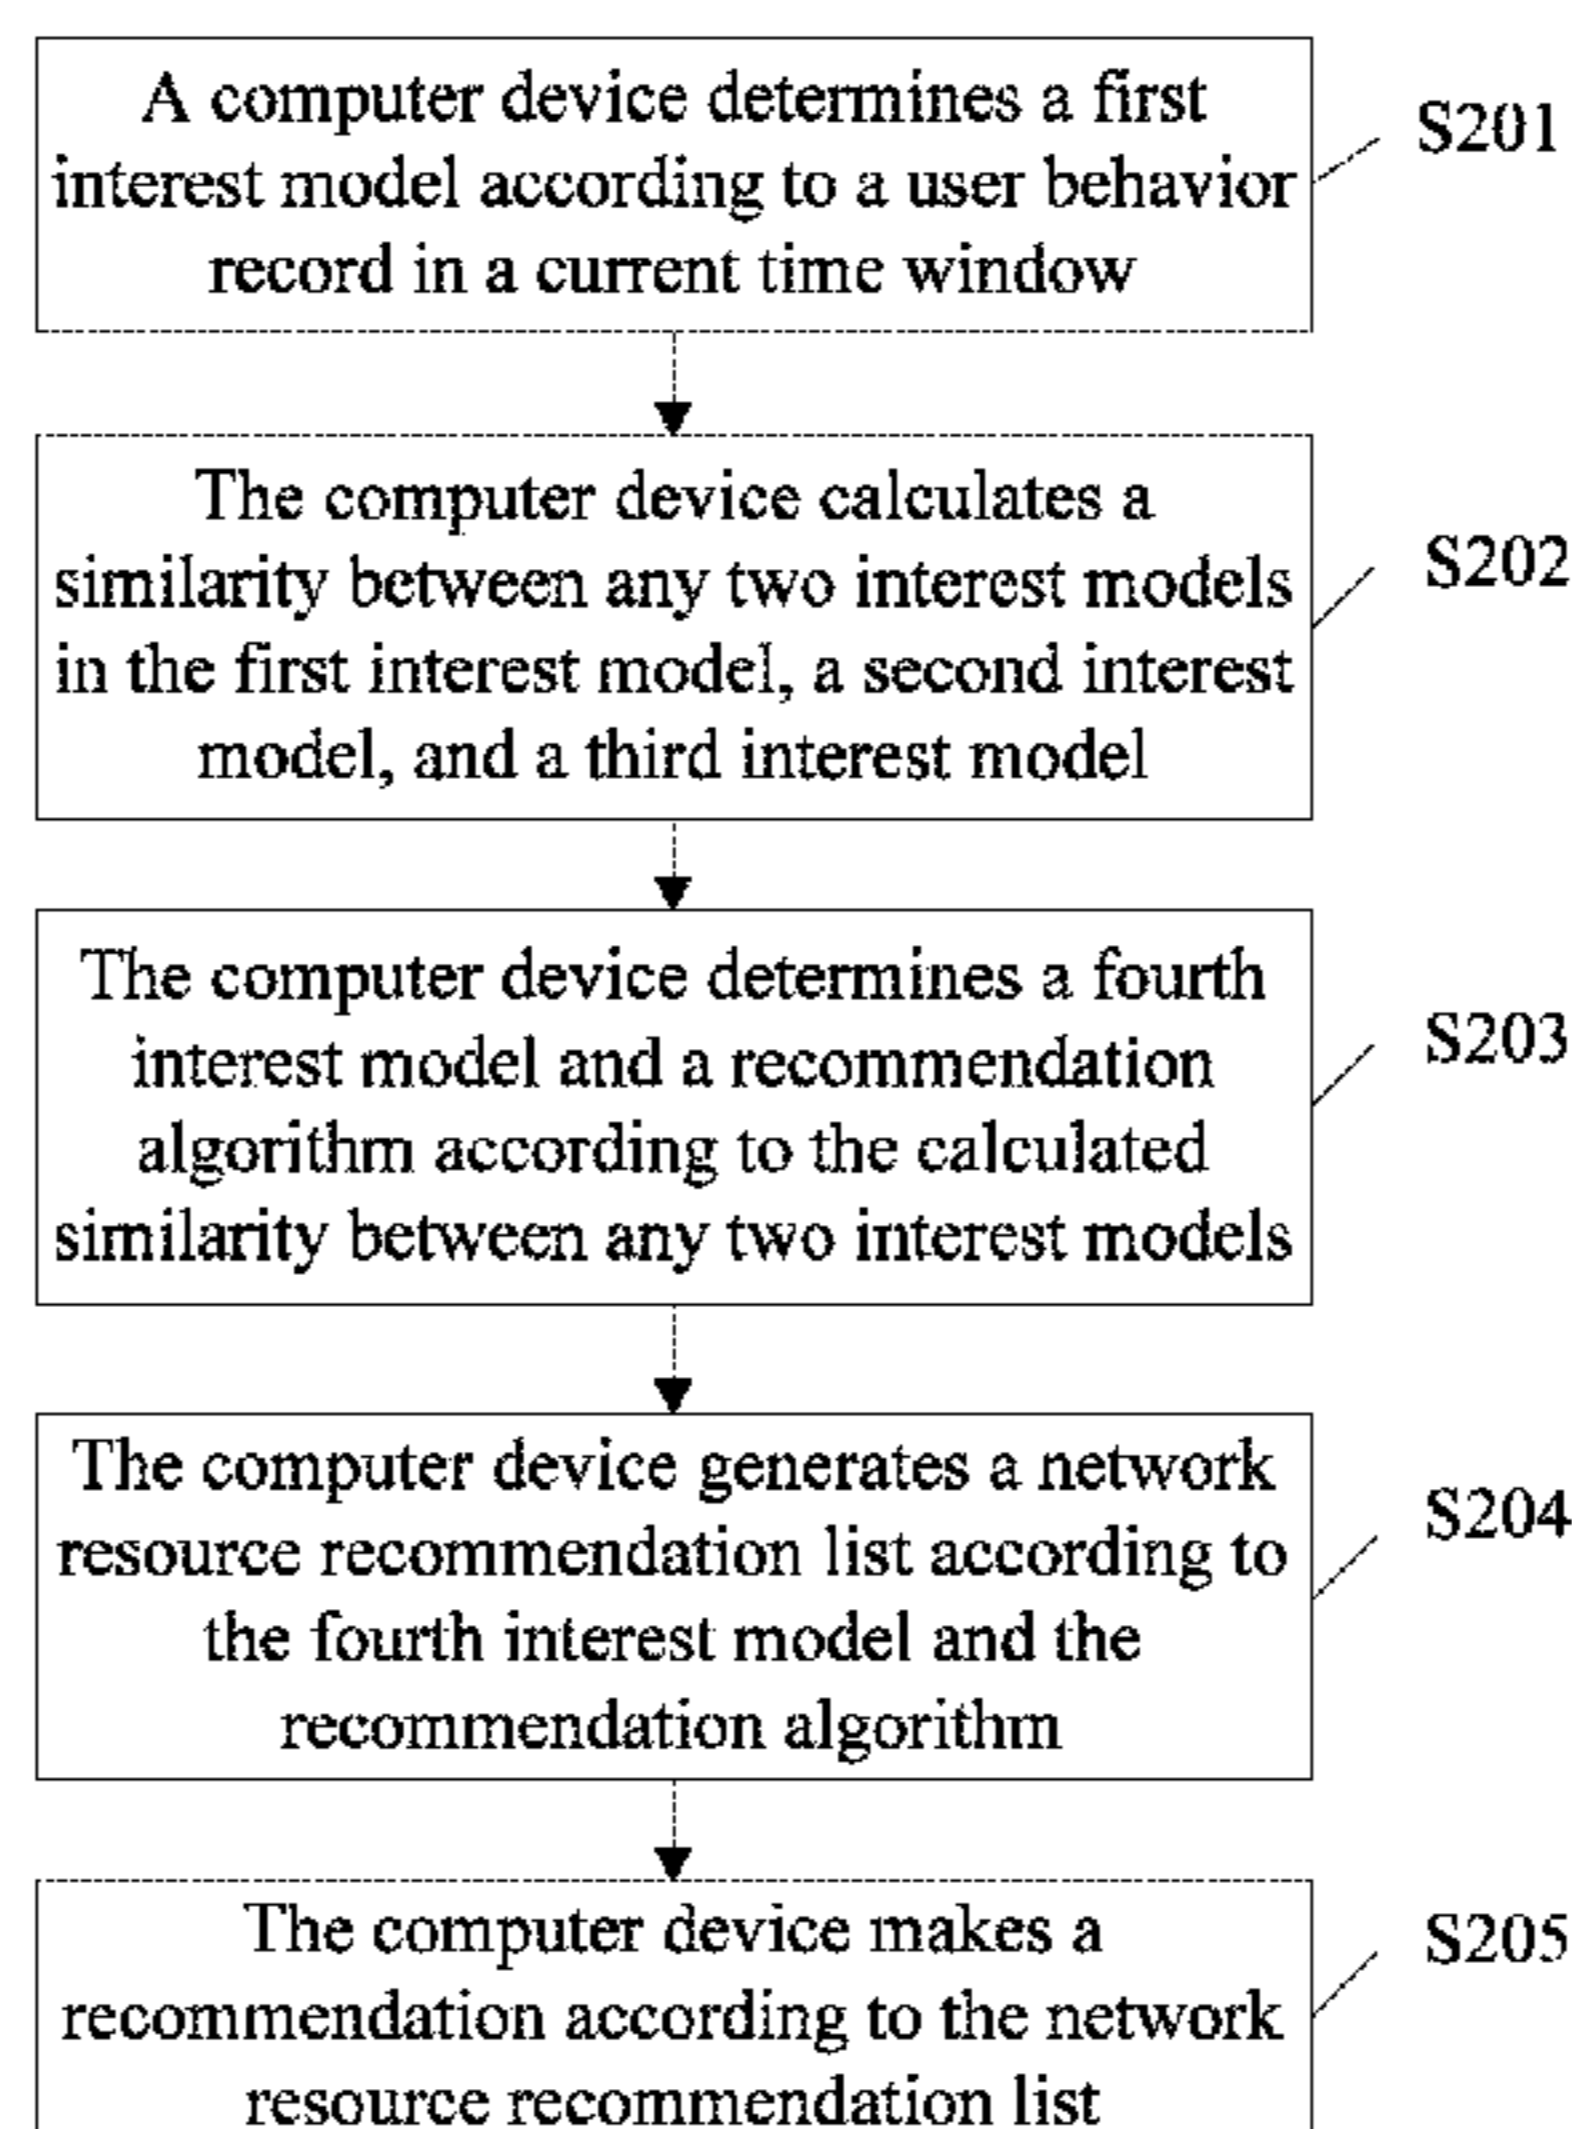 A computer device determines a first
interest model according to a user behavior
record in a current time window
S201
The computer device calculates a
similarity between any two interest models
in the first interest model, a second interest
model, and a third interest model
S202
The computer device determines a fourth
interest model and a recommendation
algorithm according to the calculated
similarity between any two interest models
S203
The computer device generates a network
resource recommendation list according to
the fourth interest model and the
recommendation algorithm
S204
The computer device makes a
recommendation according to the network
resource recommendation list
S205